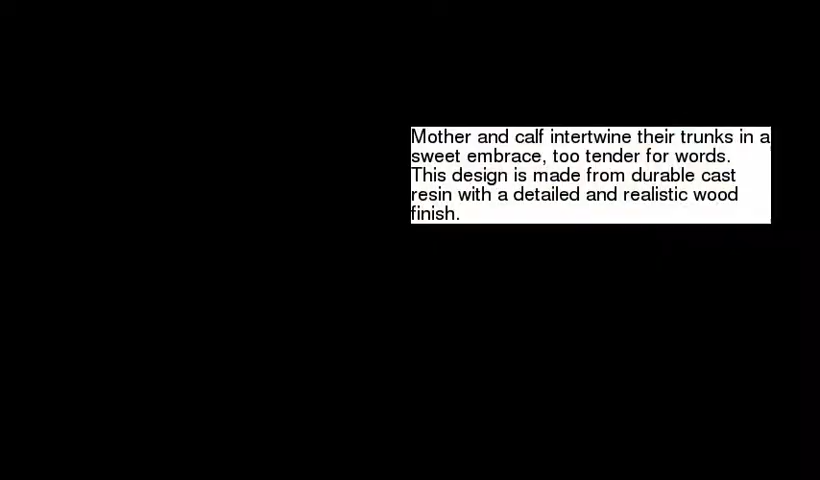 Mother and calf intertwine their trunks in a
sweet embrace, too tender for words.
This design is made from durable cast
resin with a detailed and realistic wood
finish.